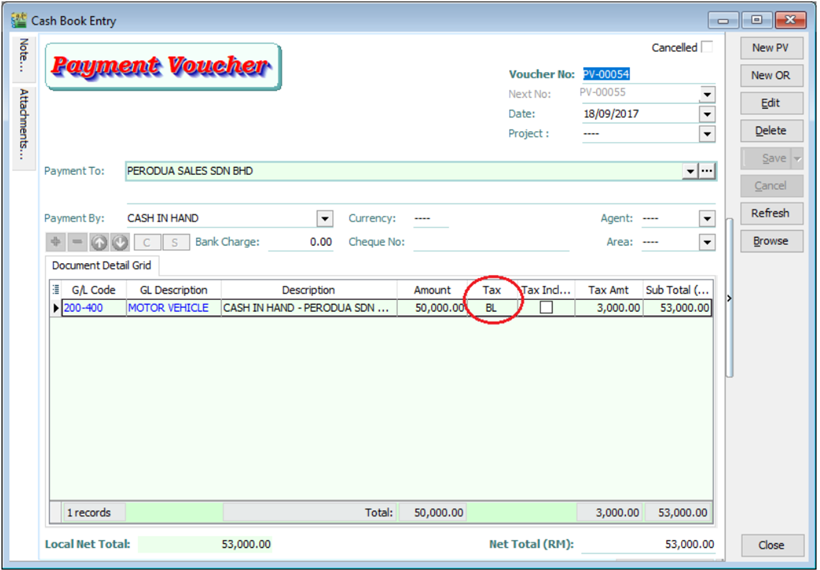 Cash Book Entry
Note...
Attachments...
Payment Voucher
Cancelled
Voucher No: PV-00054
Next No: PV-00055
Date: 18/09/2017
Project : ----
Payment To: PERODUA SALES SDN BHD
Payment By: CASH IN HAND Currency: ---- Agent: ----
C S Bank Charge: 0.00 Cheque No: Area: ----
Document Detail Grid
G/L Code GL Description Description Amount Tax Tax Ind... Tax Amt Sub Total (...
200-400 MOTOR VEHICLE CASH IN HAND - PERODUA SDN ... 50,000.00 BL 3,000.00 53,000.00
1 records Total: 50,000.00 3,000.00 53,000.00
Local Net Total: 53,000.00 Net Total (RM): 53,000.00
New PV
New OR
Edit
Delete
Save
Cancel
Refresh
Browse
Close